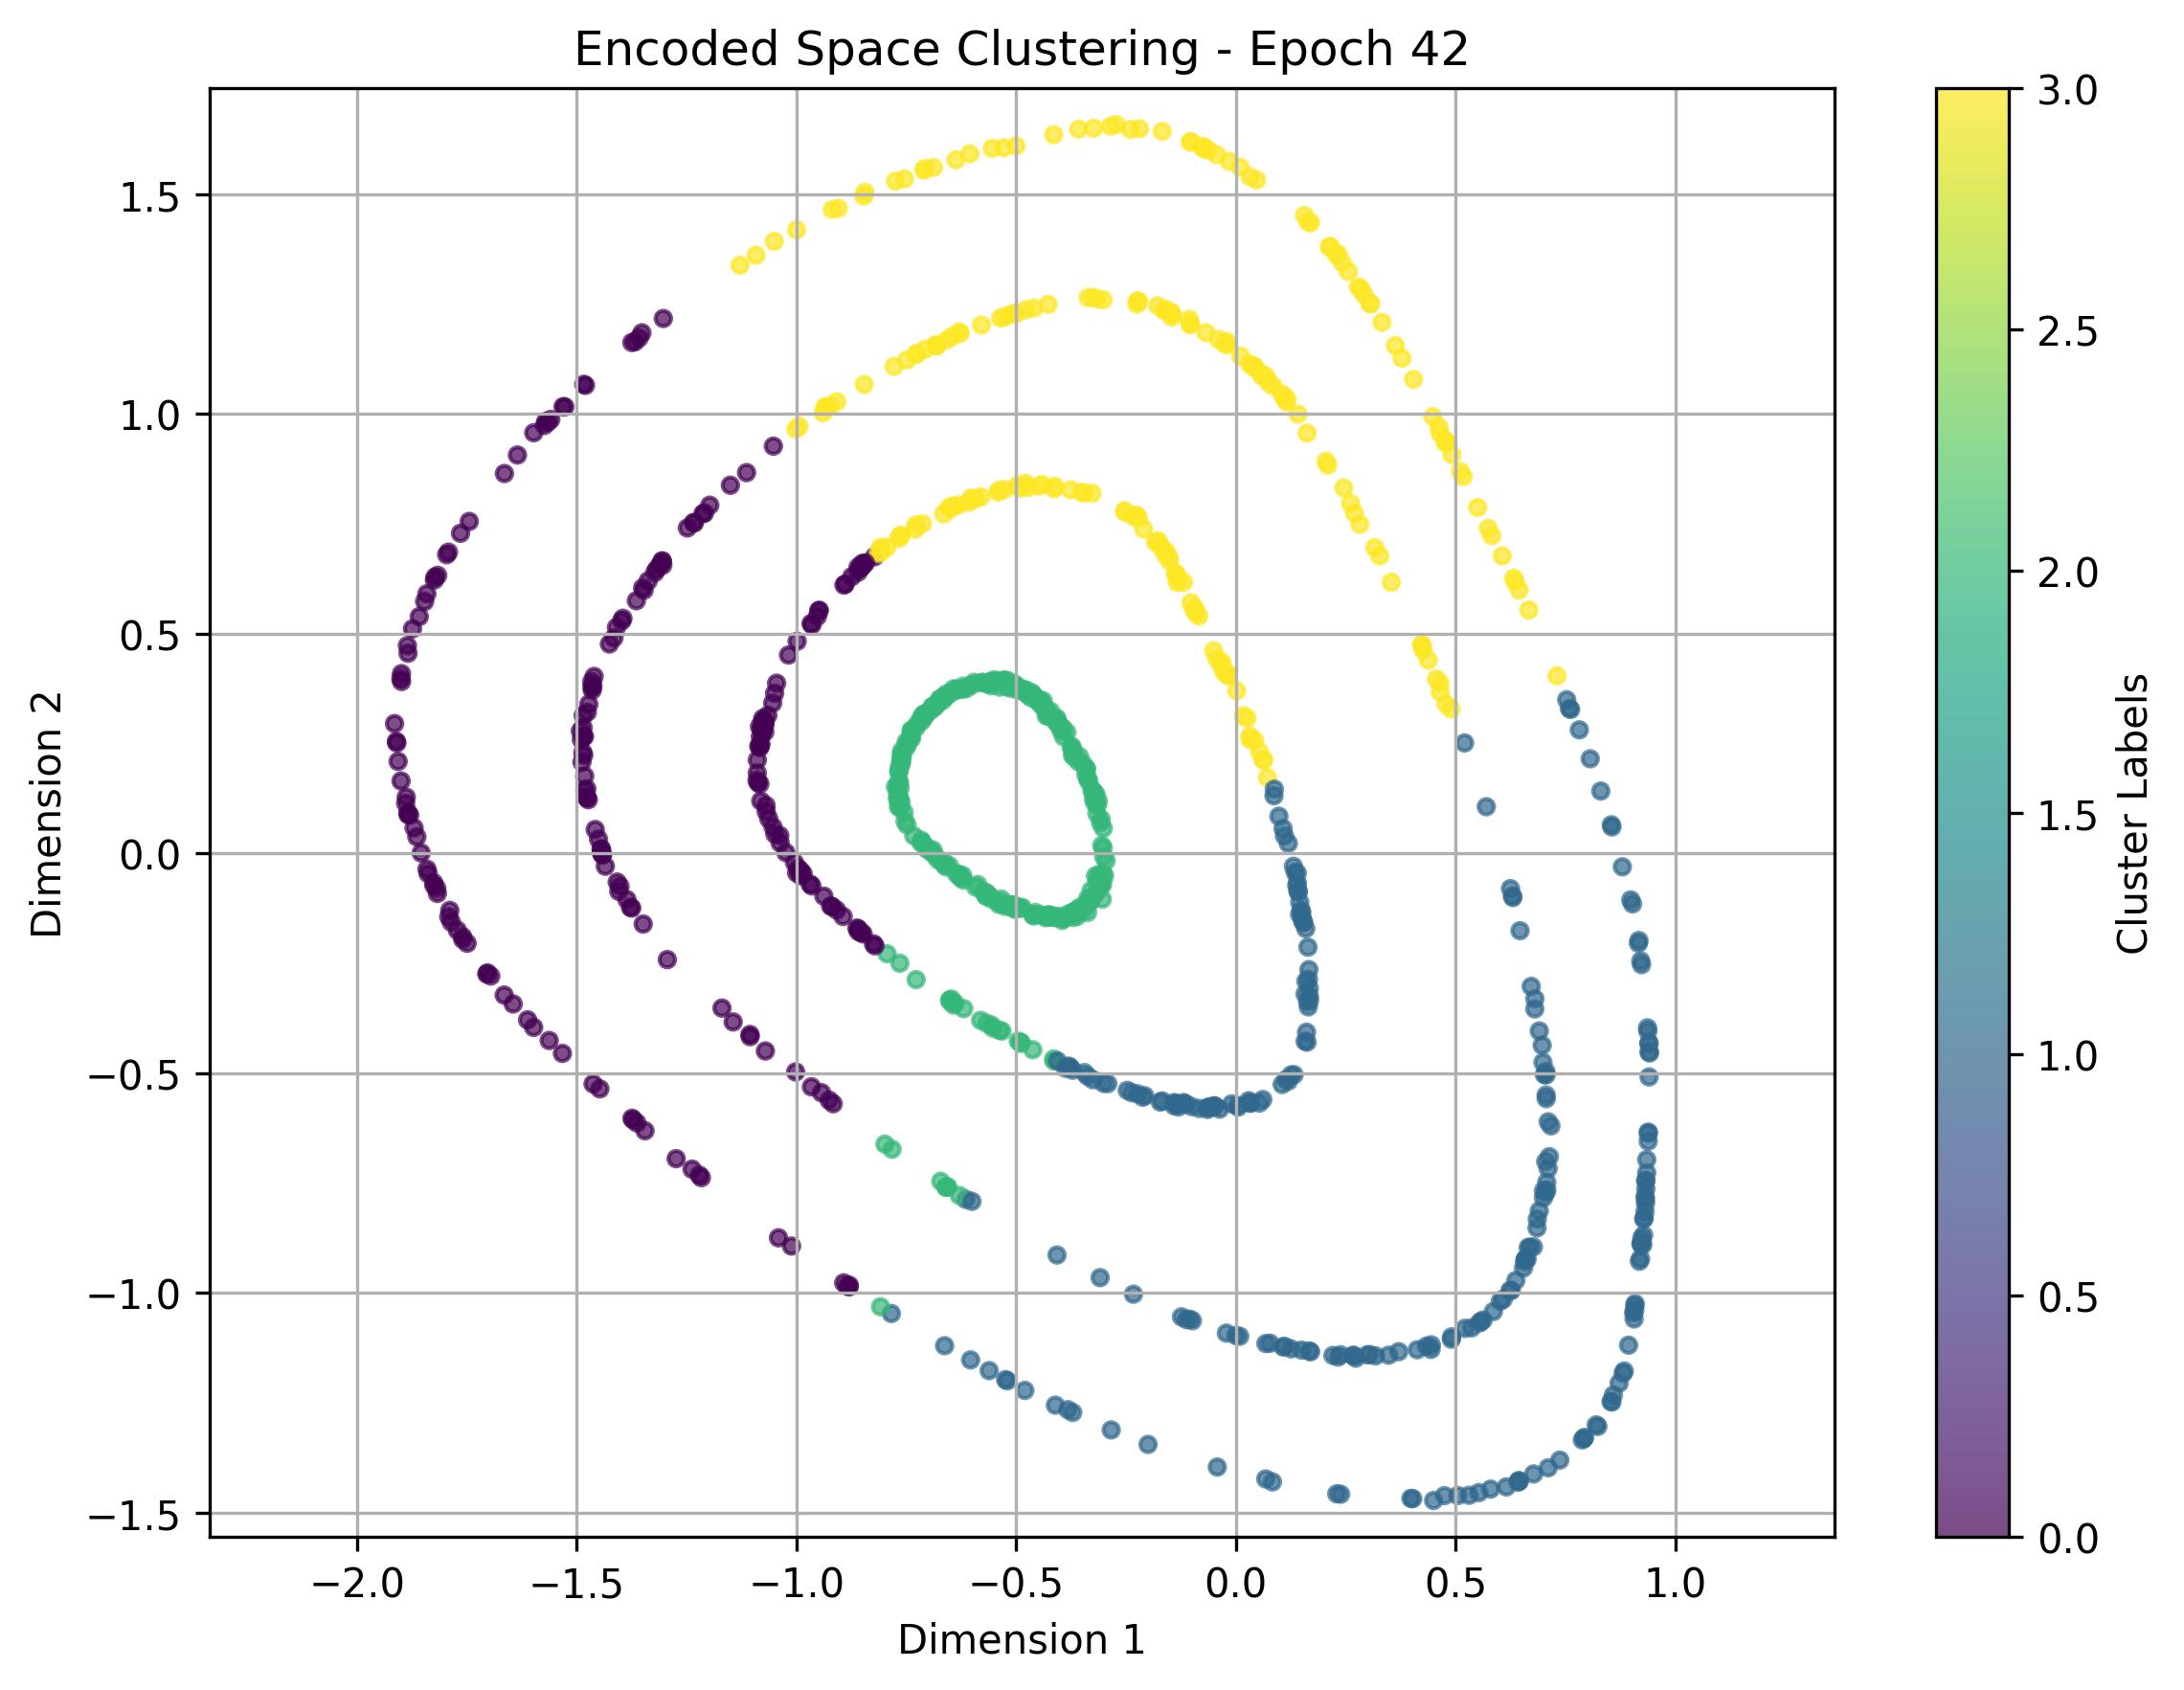 Encoded Space Clustering - Epoch 42
Dimension 2
1.5
1.0
0.5
0.0
−0.5
−1.0
−1.5
−2.0 −1.5 −1.0 −0.5 0.0 0.5 1.0
Dimension 1
3.0
2.5
2.0
1.5
1.0
0.5
0.0
Cluster Labels